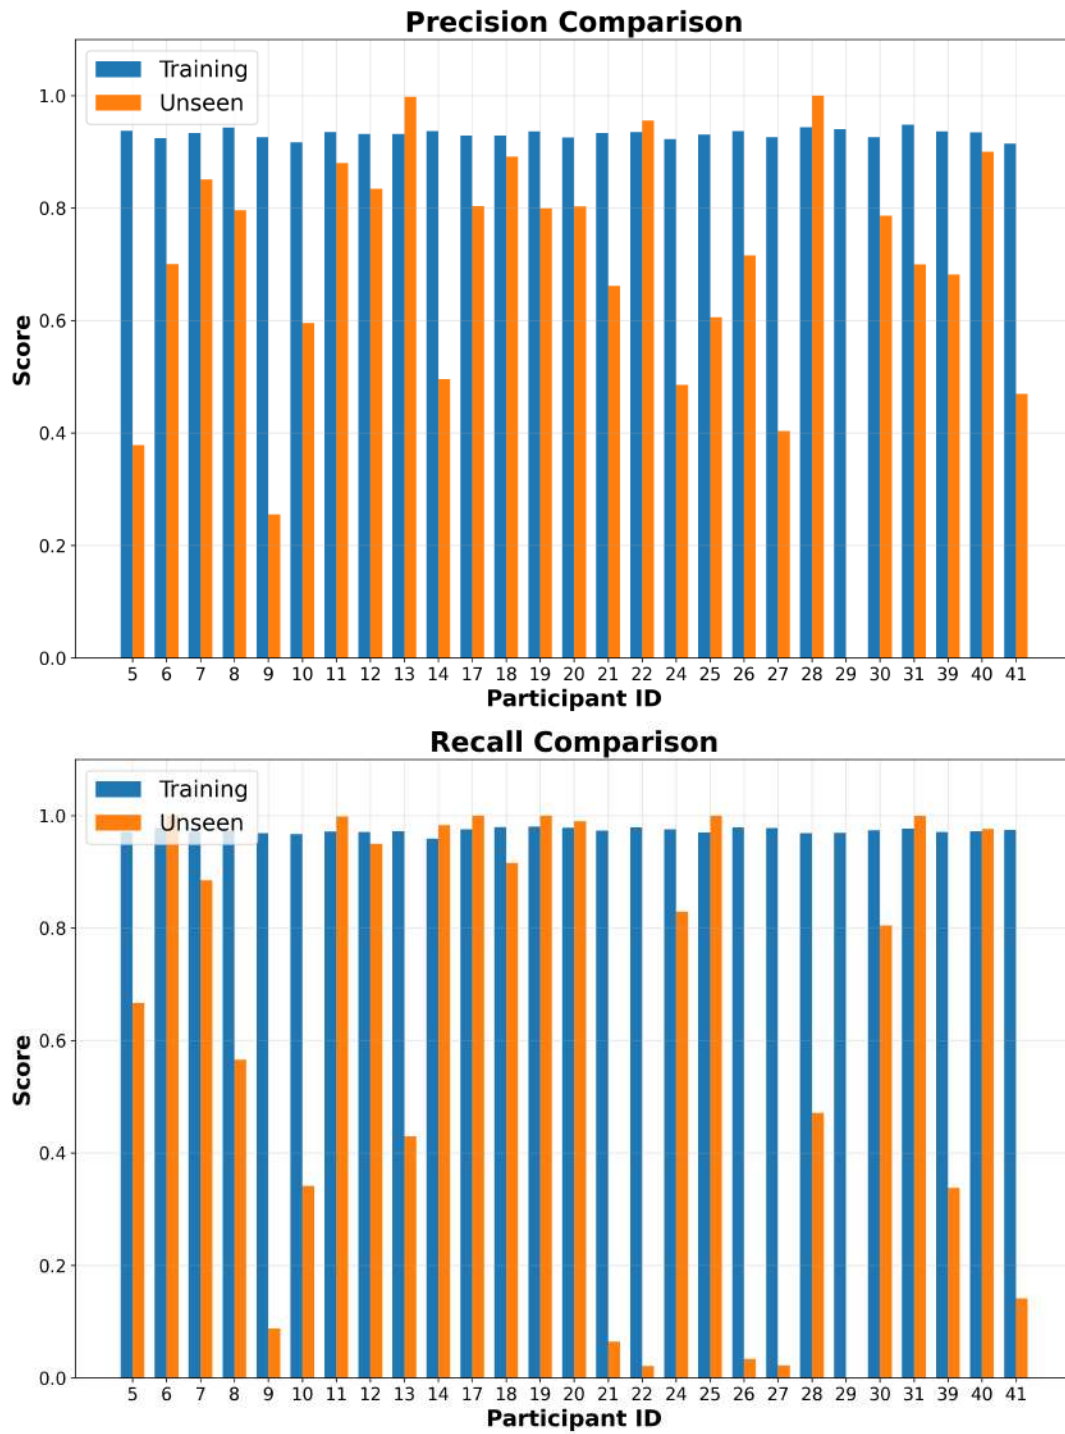 Precision Comparison
Training
Unseen
1.0
0.8
0.6
0.4
0.2
0.0
Score
5 6 7 8 9 10 11 12 13 14 17 18 19 20 21 22 24 25 26 27 28 29 30 31 39 40 41
Participant ID
Recall Comparison
Training
Unseen
1.0
0.8
0.6
0.4
0.2
0.0
Score
5 6 7 8 9 10 11 12 13 14 17 18 19 20 21 22 24 25 26 27 28 29 30 31 39 40 41
Participant ID